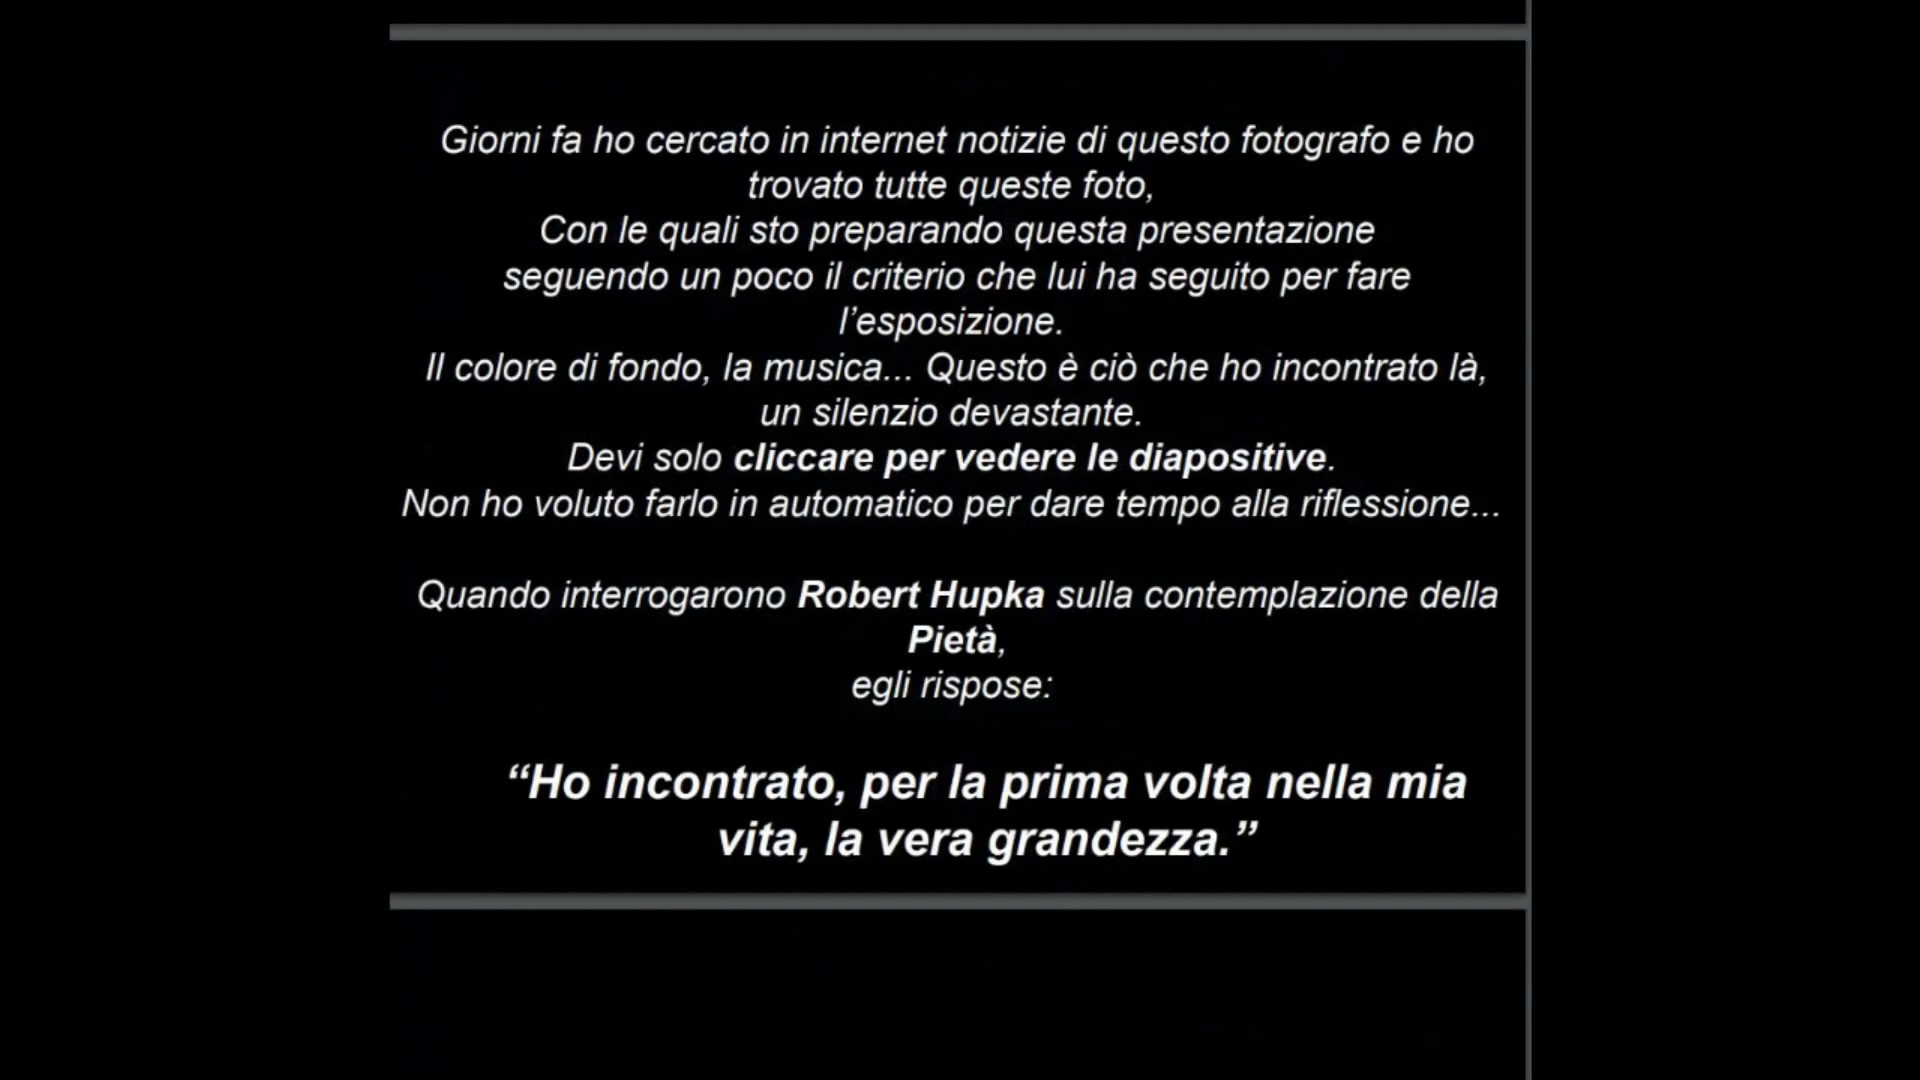 Giorni fa ho cercato in internet notizie di questo fotografo e ho
trovato tutte queste foto,
Con le quali sto preparando questa presentazione
seguendo un poco il criterio che lui ha seguito per fare
l’esposizione.
Il colore di fondo, la musica... Questo è ciò che ho incontrato là,
un silenzio devastante.
Devi solo cliccare per vedere le diapositive.
Non ho voluto farlo in automatico per dare tempo alla riflessione...
Quando interrogarono Robert Hupka sulla contemplazione della
Pietà,
egli rispose:
“Ho incontrato, per la prima volta nella mia
vita, la vera grandezza.”